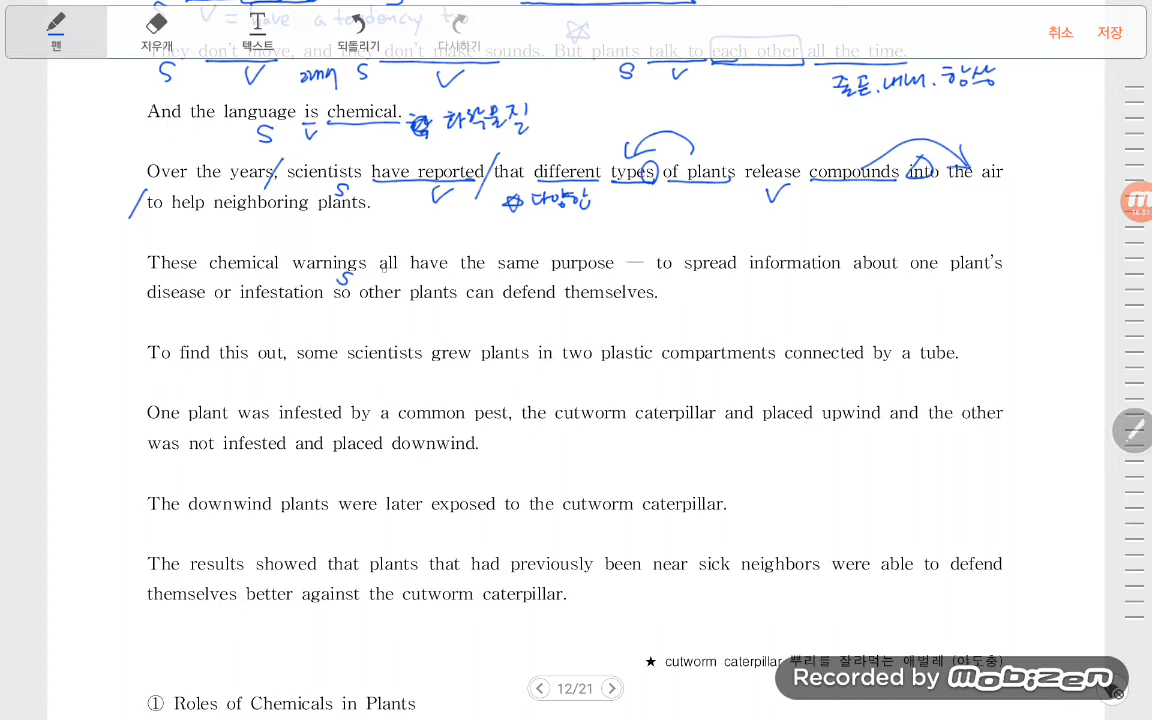 V = have a tendency to
펜 지우개 텍스트 되돌리기 다시하기 취소 저장
They don't move, and they don't make sounds. But plants talk to each other all the time.
S V and S V S V 줄곧. 내내. 항상
And the language is chemical. 화학물질
S V
Over the years, scientists have reported that different types of plants release compounds into the air
S V 다양한 V
to help neighboring plants.
These chemical warnings all have the same purpose — to spread information about one plant's
S
disease or infestation so other plants can defend themselves.
To find this out, some scientists grew plants in two plastic compartments connected by a tube.
One plant was infested by a common pest, the cutworm caterpillar and placed upwind and the other
was not infested and placed downwind.
The downwind plants were later exposed to the cutworm caterpillar.
The results showed that plants that had previously been near sick neighbors were able to defend
themselves better against the cutworm caterpillar.
★ cutworm caterpillar 뿌리를 잘라먹는 애벌레 (야도충)
Recorded by mobizen
12/21
① Roles of Chemicals in Plants